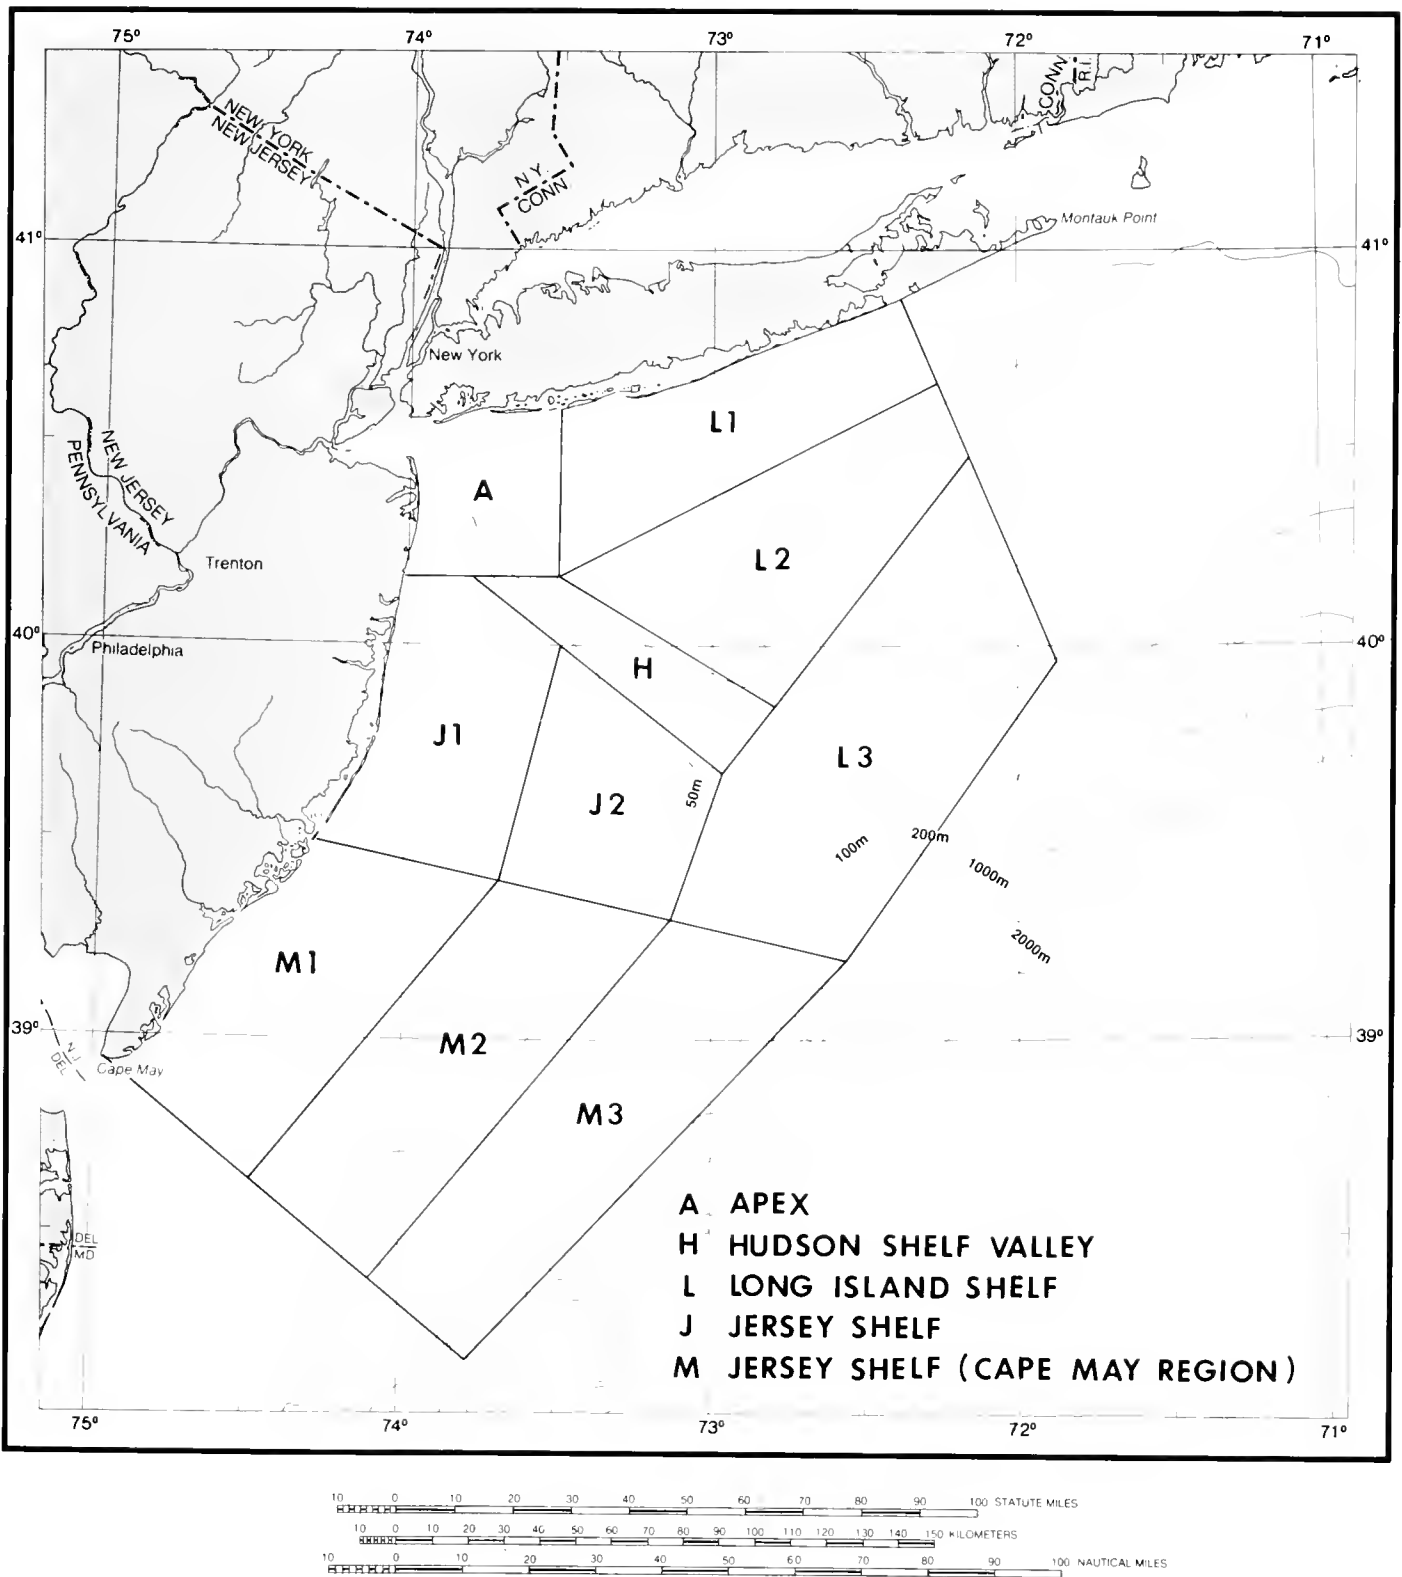 75° 74° 73° 72° 71°
CONN
R.I.
NEW YORK
NEW JERSEY
N.Y.
CONN.
Montauk Point
41° 41°
New York
L1
NEW JERSEY
PENNSYLVANIA
A
Trenton
L2
40° 40°
Philadelphia
H
J1
L3
50m
J2
100m
200m
1000m
2000m
M1
39° 39°
M2
N.J.
DEL
Cape May
M3
A APEX
DEL
MD
H HUDSON SHELF VALLEY
L LONG ISLAND SHELF
J JERSEY SHELF
M JERSEY SHELF (CAPE MAY REGION)
75° 74° 73° 72° 71°
10 0 10 20 30 40 50 60 70 80 90 100 STATUTE MILES
10 0 10 20 30 40 50 60 70 80 90 100 110 120 130 140 150 KILOMETERS
10 0 10 20 30 40 50 60 70 80 90 100 NAUTICAL MILES